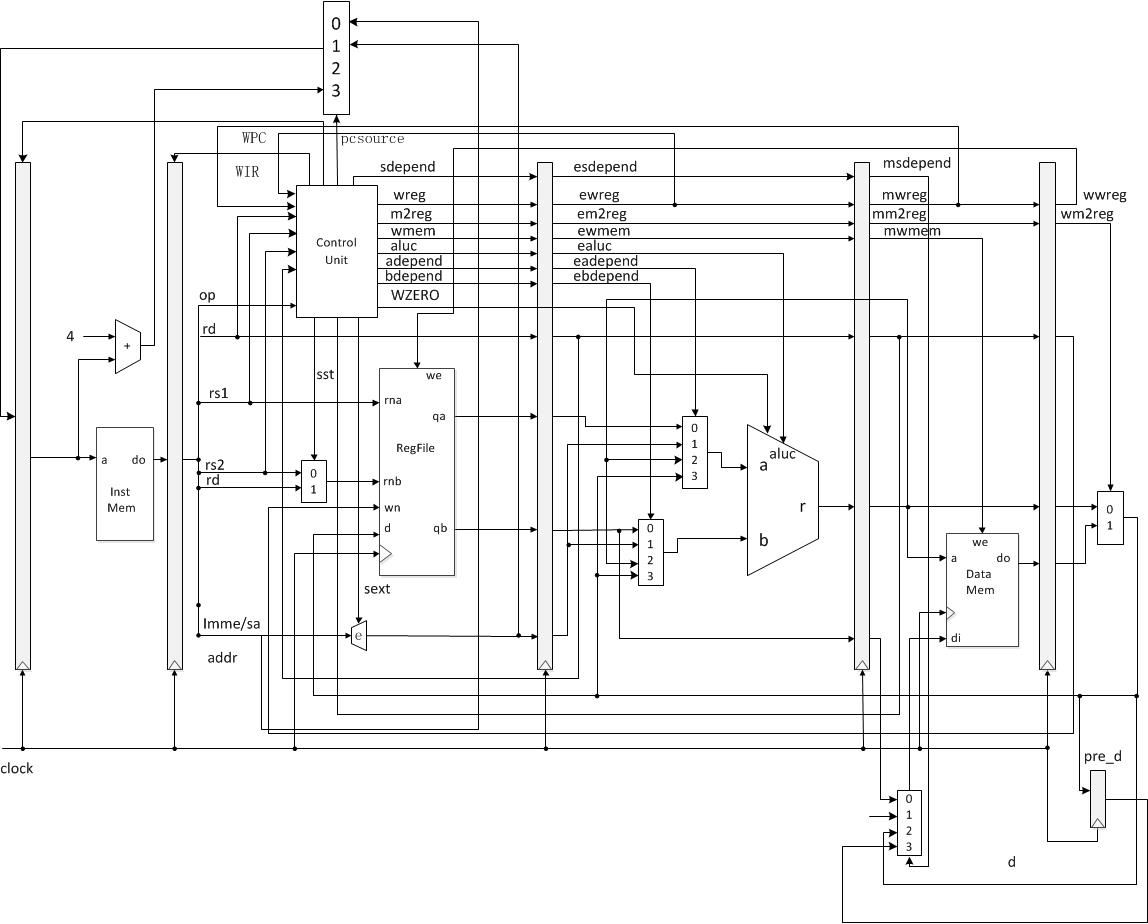 0
1
2
3
WPC
pcsource
WIR
sdepend
esdepend
msdepend
wreg
ewreg
mwreg
wwreg
m2reg
em2reg
mm2reg
wm2reg
wmem
ewmem
mwmem
Control
Unit
aluc
ealuc
adepend
eadepend
bdepend
ebdepend
WZERO
op
rd
4
+
sst
we
rs1
rna
qa
RegFile
0
1
2
3
aluc
a
r
b
a
do
Inst
Mem
rs2
rd
0
1
rnb
wn
d
qb
0
1
2
3
0
1
we
a
do
Data
Mem
di
sext
Imme/sa
e
addr
clock
pre_d
0
1
2
3
d